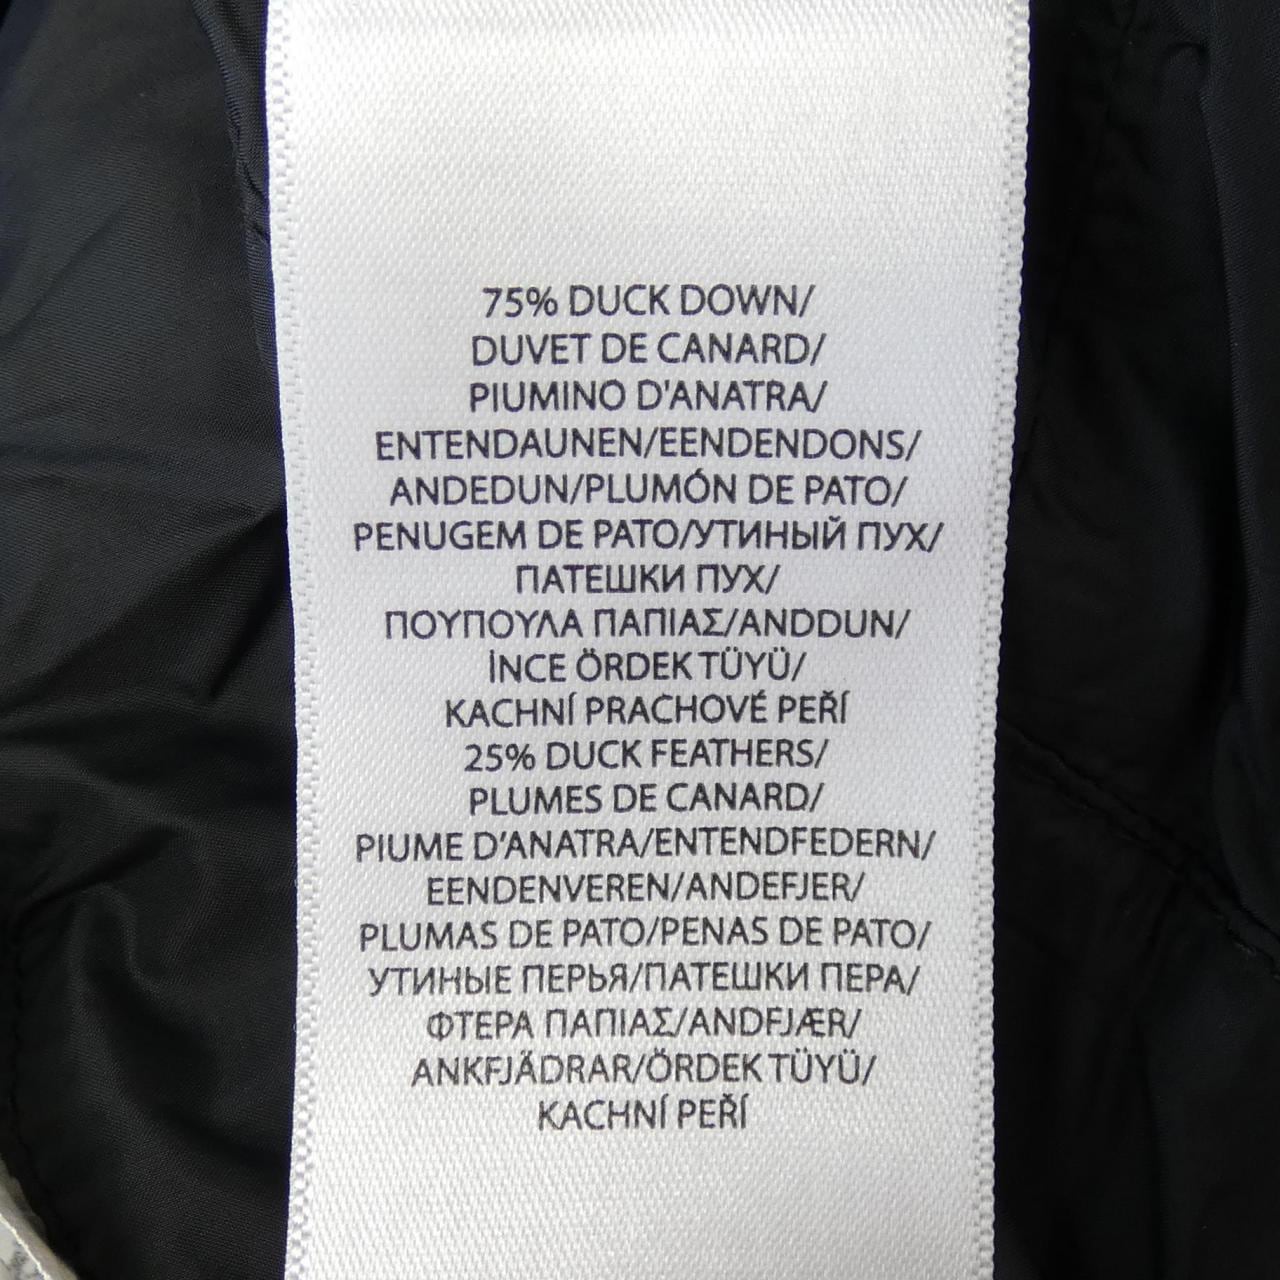 75% DUCK DOWN/
DUVET DE CANARD/
PIUMINO D'ANATRA/
ENTENDAUNEN/EENDENDONS/
ANDEDUN/PLUMÓN DE PATO/
PENUGEM DE PATO/УТИНЫЙ ПУХ/
ПАТЕШКИ ПУХ/
ΠΟΥΠΟΥΛΑ ΠΑΠΙΑΣ/ANDDUN/
İNCE ÖRDEK TÜYÜ/
KACHNÍ PRACHOVÉ PEŘÍ
25% DUCK FEATHERS/
PLUMES DE CANARD/
PIUME D’ANATRA/ENTENDFEDERN/
EENDENVEREN/ANDEFJER/
PLUMAS DE PATO/PENAS DE PATO/
УТИНЫЕ ПЕРЬЯ/ПАТЕШКИ ПЕРА/
ΦΤΕΡΑ ΠΑΠΙΑΣ/ANDFJÆR/
ANKFJÄDRAR/ÖRDEK TÜYÜ/
KACHNÍ PEŘÍ